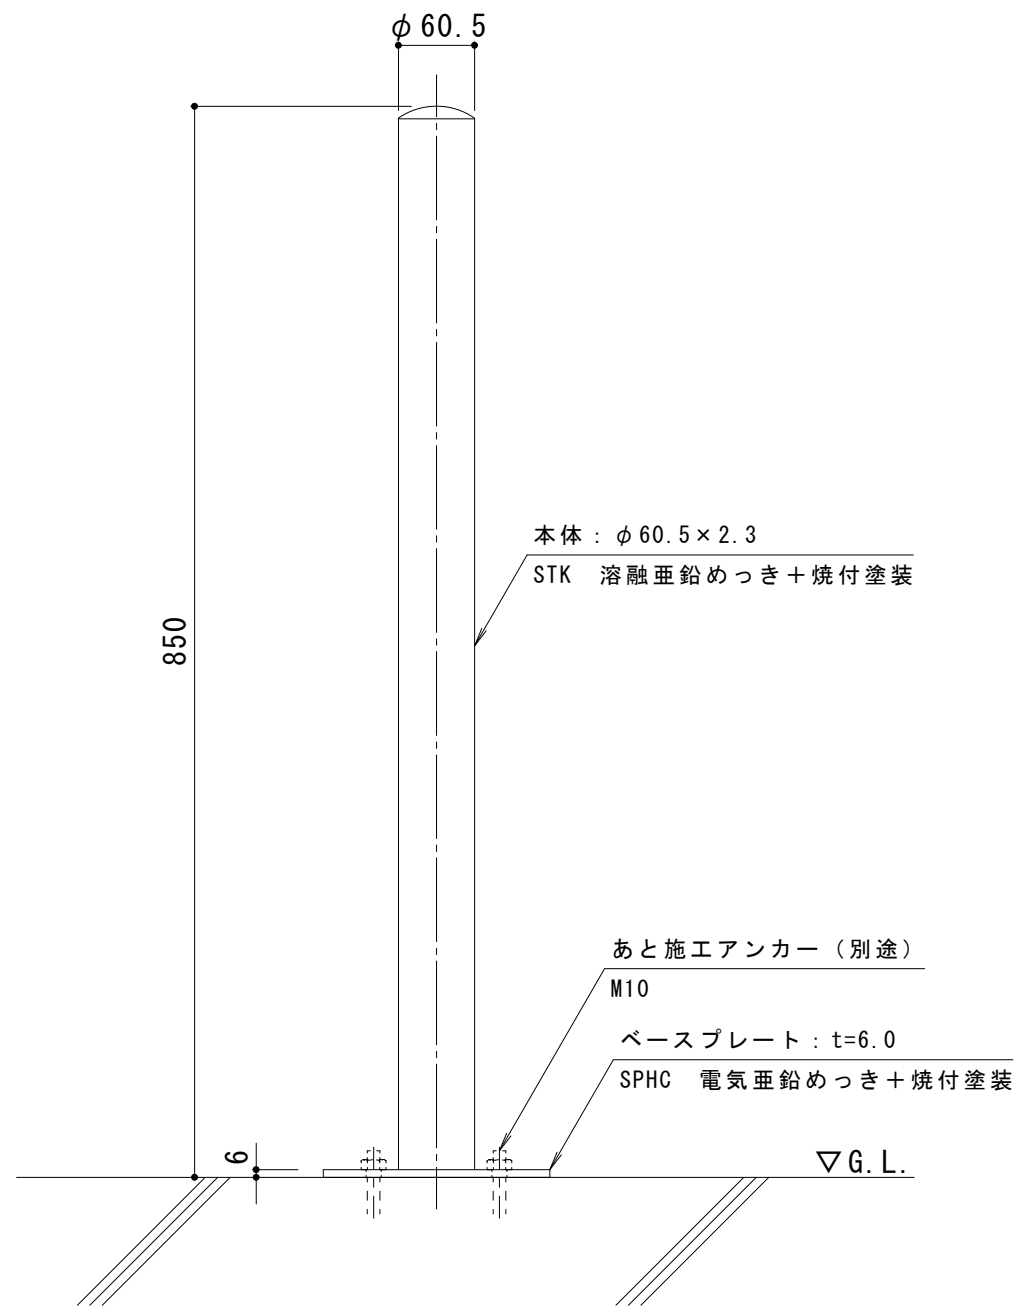 φ60.5
本体：φ60.5×2.3
STK　溶融亜鉛めっき＋焼付塗装
850
あと施工アンカー（別途）
M10
ベースプレート：t=6.0
SPHC　電気亜鉛めっき＋焼付塗装
6
▽G.L.